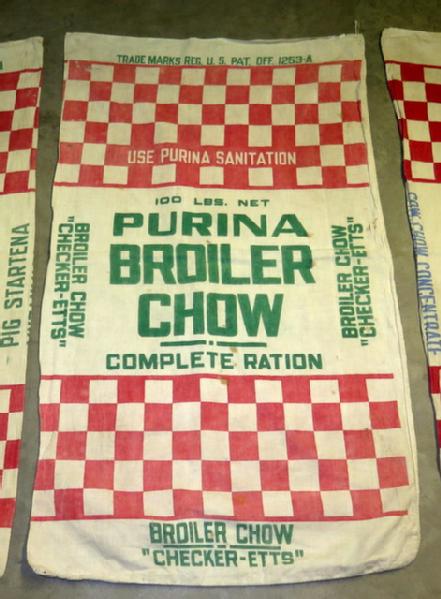 TRADE MARKS REG. U. S. PAT. OFF. 1253-A
USE PURINA SANITATION
100 LBS. NET
PURINA
BROILER
CHOW
COMPLETE RATION
BROILER CHOW
"CHECKER-ETTS"
BROILER CHOW
"CHECKER-ETTS"
BROILER CHOW
"CHECKER-ETTS"
PIG STARTENA
COW CHOW CONCENTRATE